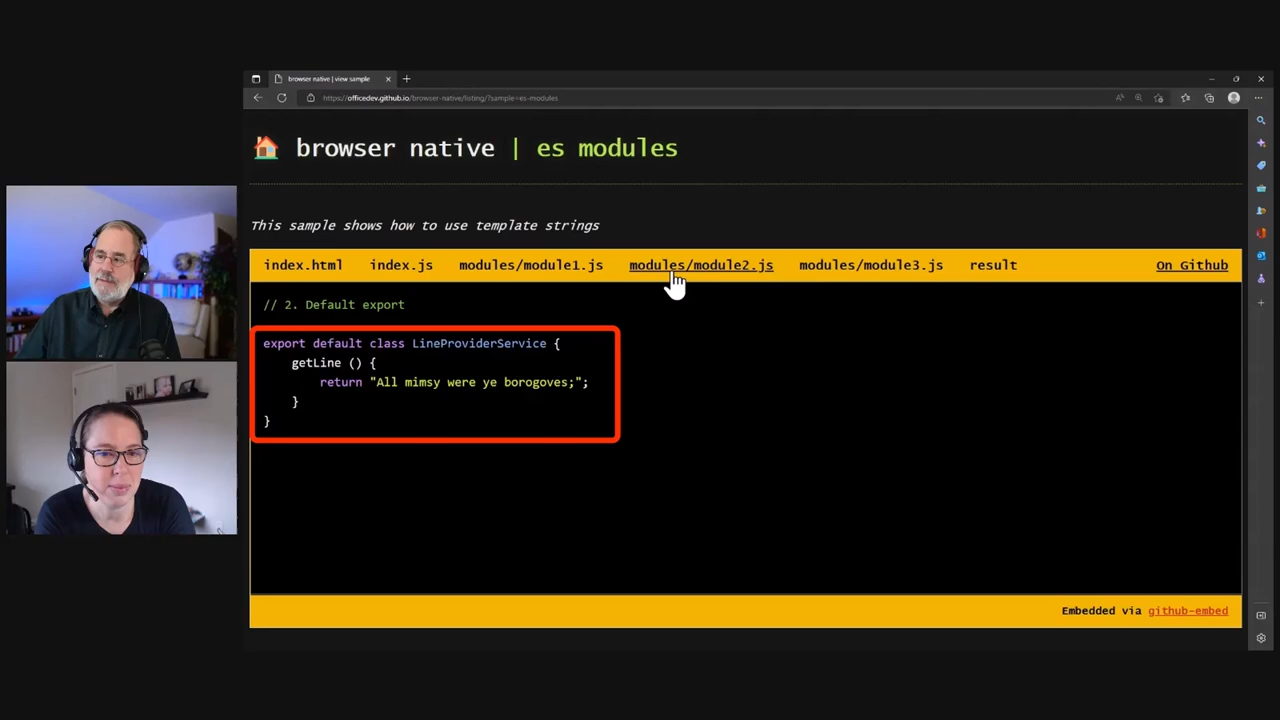 browser native | view sample
https://officedev.github.io/browser-native/listing/?sample=es-modules
browser native | es modules
This sample shows how to use template strings
index.html index.js modules/module1.js modules/module2.js modules/module3.js result On Github
// 2. Default export
export default class LineProviderService {
getLine () {
return "All mimsy were ye borogoves;";
}
}
Embedded via github-embed